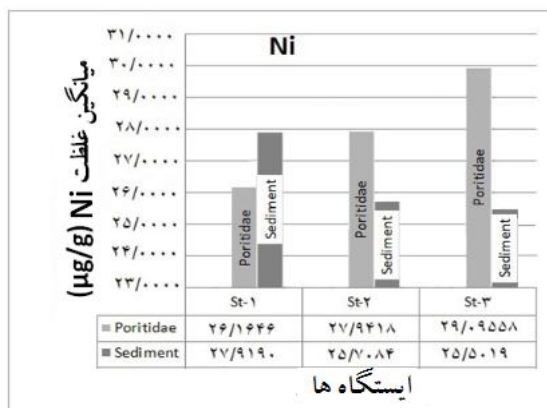 Ni
میانگین غلظت Ni (µg/g)
۳۱/۰۰۰۰
۳۰/۰۰۰۰
۲۹/۰۰۰۰
۲۸/۰۰۰۰
۲۷/۰۰۰۰
۲۶/۰۰۰۰
۲۵/۰۰۰۰
۲۴/۰۰۰۰
۲۳/۰۰۰۰
Poritidae
Sediment
Poritidae
Sediment
Poritidae
Sediment
St-۱ St-۲ St-۳
Poritidae ۲۶/۱۶۴۶ ۲۷/۹۴۱۸ ۲۹/۰۹۵۵۸
Sediment ۲۷/۹۱۹۰ ۲۵/۷۰۸۴ ۲۵/۵۰۱۹
ایستگاه ها